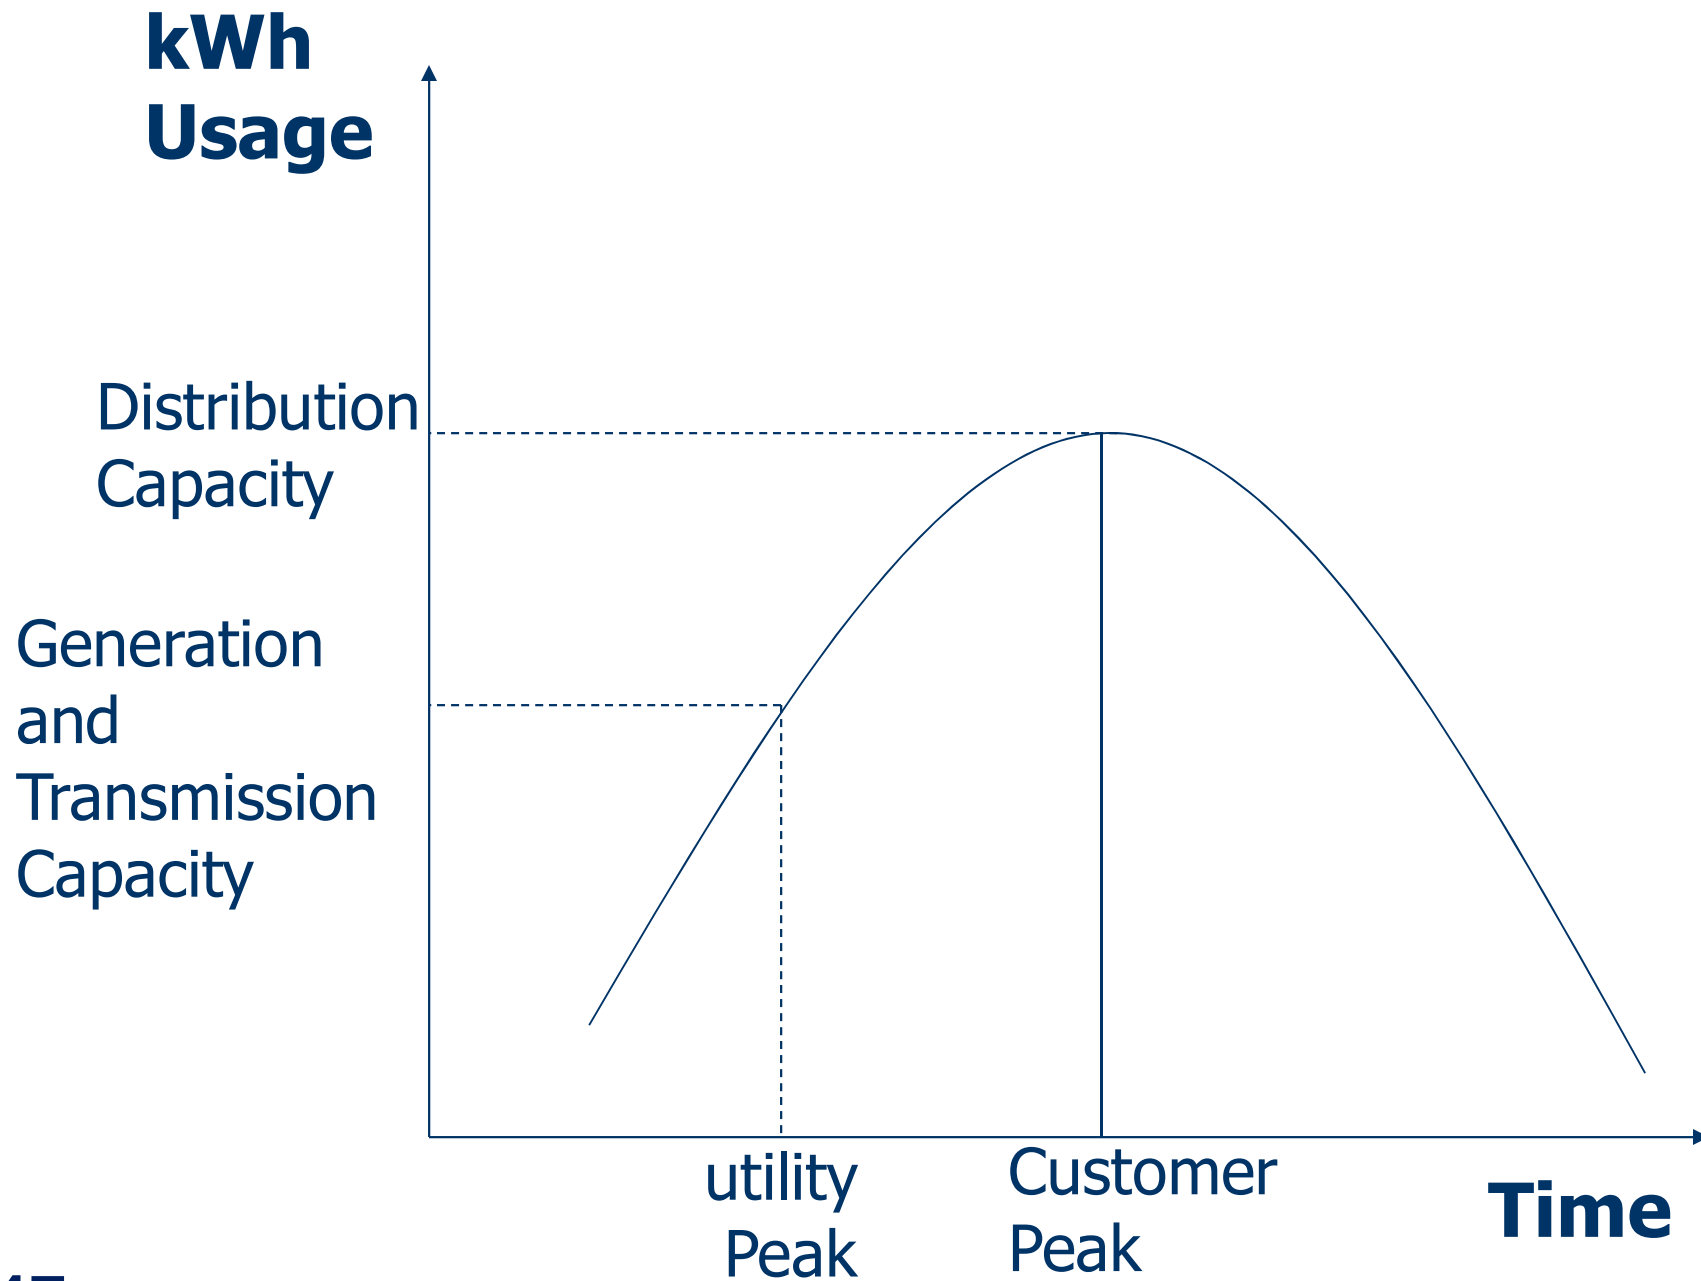 kWh
Usage
Distribution
Capacity
Generation
and
Transmission
Capacity
utility
Peak
Customer
Peak
Time